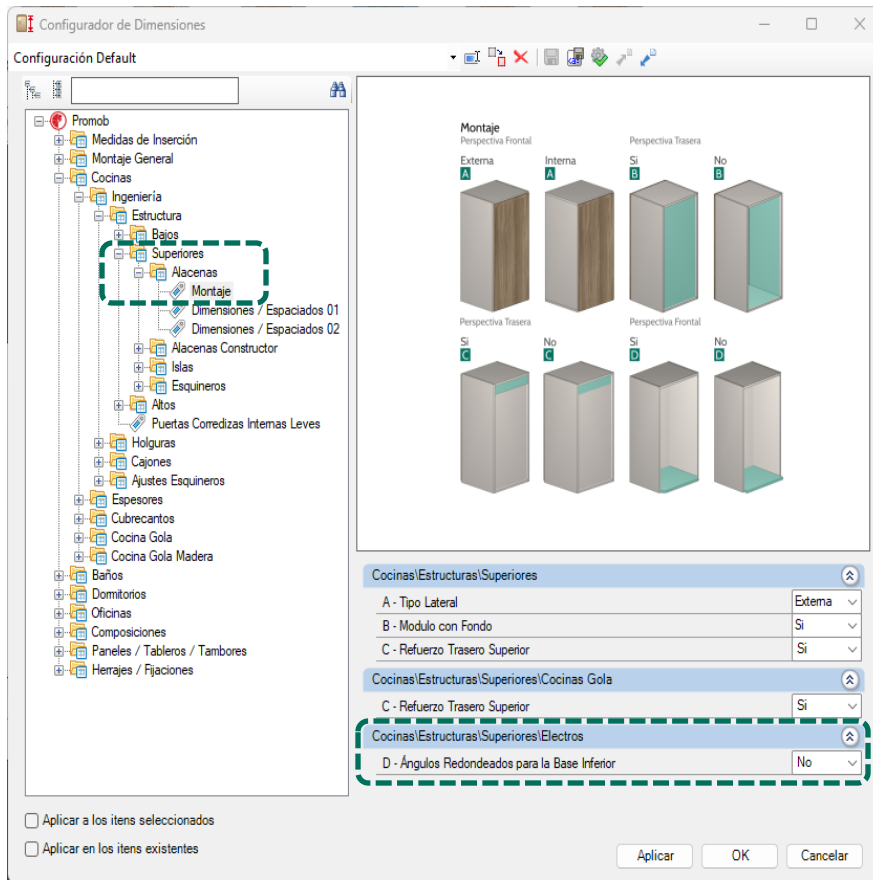 Configurador de Dimensiones
Configuración Default
Promob
Medidas de Inserción
Montaje General
Cocinas
Ingeniería
Estructura
Bajos
Superiores
Alacenas
Montaje
Dimensiones / Espaciados 01
Dimensiones / Espaciados 02
Alacenas Constructor
Islas
Esquineros
Altos
Puertas Corredizas Internas Leves
Holguras
Cajones
Ajustes Esquineros
Espesores
Cubrecantos
Cocina Gola
Cocina Gola Madera
Baños
Dormitorios
Oficinas
Composiciones
Paneles / Tableros / Tambores
Herrajes / Fijaciones
Montaje
Perspectiva Frontal Perspectiva Trasera
Externa Interna Si No
A A B B
Perspectiva Trasera Perspectiva Frontal
Si No Si No
C C D D
Cocinas\Estructuras\Superiores
A - Tipo Lateral Externa
B - Modulo con Fondo Si
C - Refuerzo Trasero Superior Si
Cocinas\Estructuras\Superiores\Cocinas Gola
C - Refuerzo Trasero Superior Si
Cocinas\Estructuras\Superiores\Electros
D - Ángulos Redondeados para la Base Inferior No
Aplicar a los itens seleccionados
Aplicar en los itens existentes
Aplicar OK Cancelar